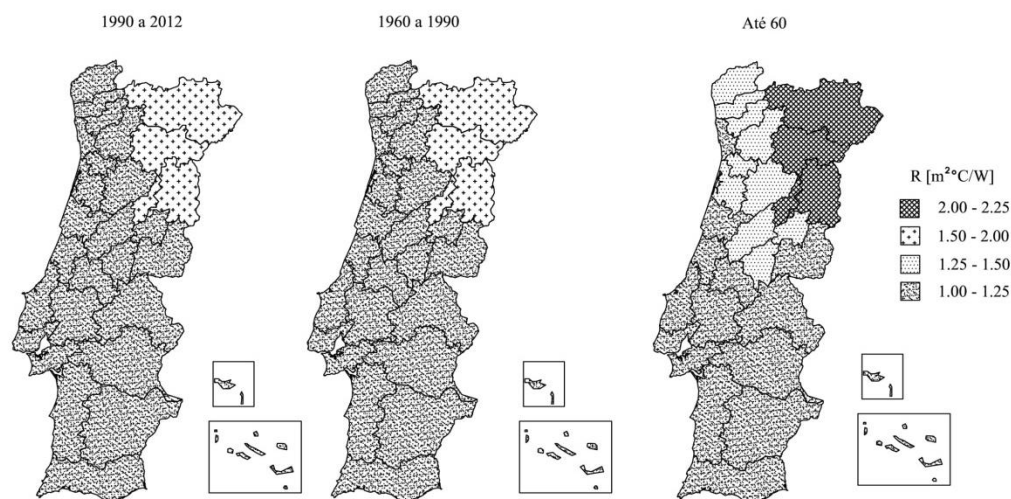 1990 a 2012
1960 a 1990
Até 60
R [m²°C/W]
2.00 - 2.25
1.50 - 2.00
1.25 - 1.50
1.00 - 1.25